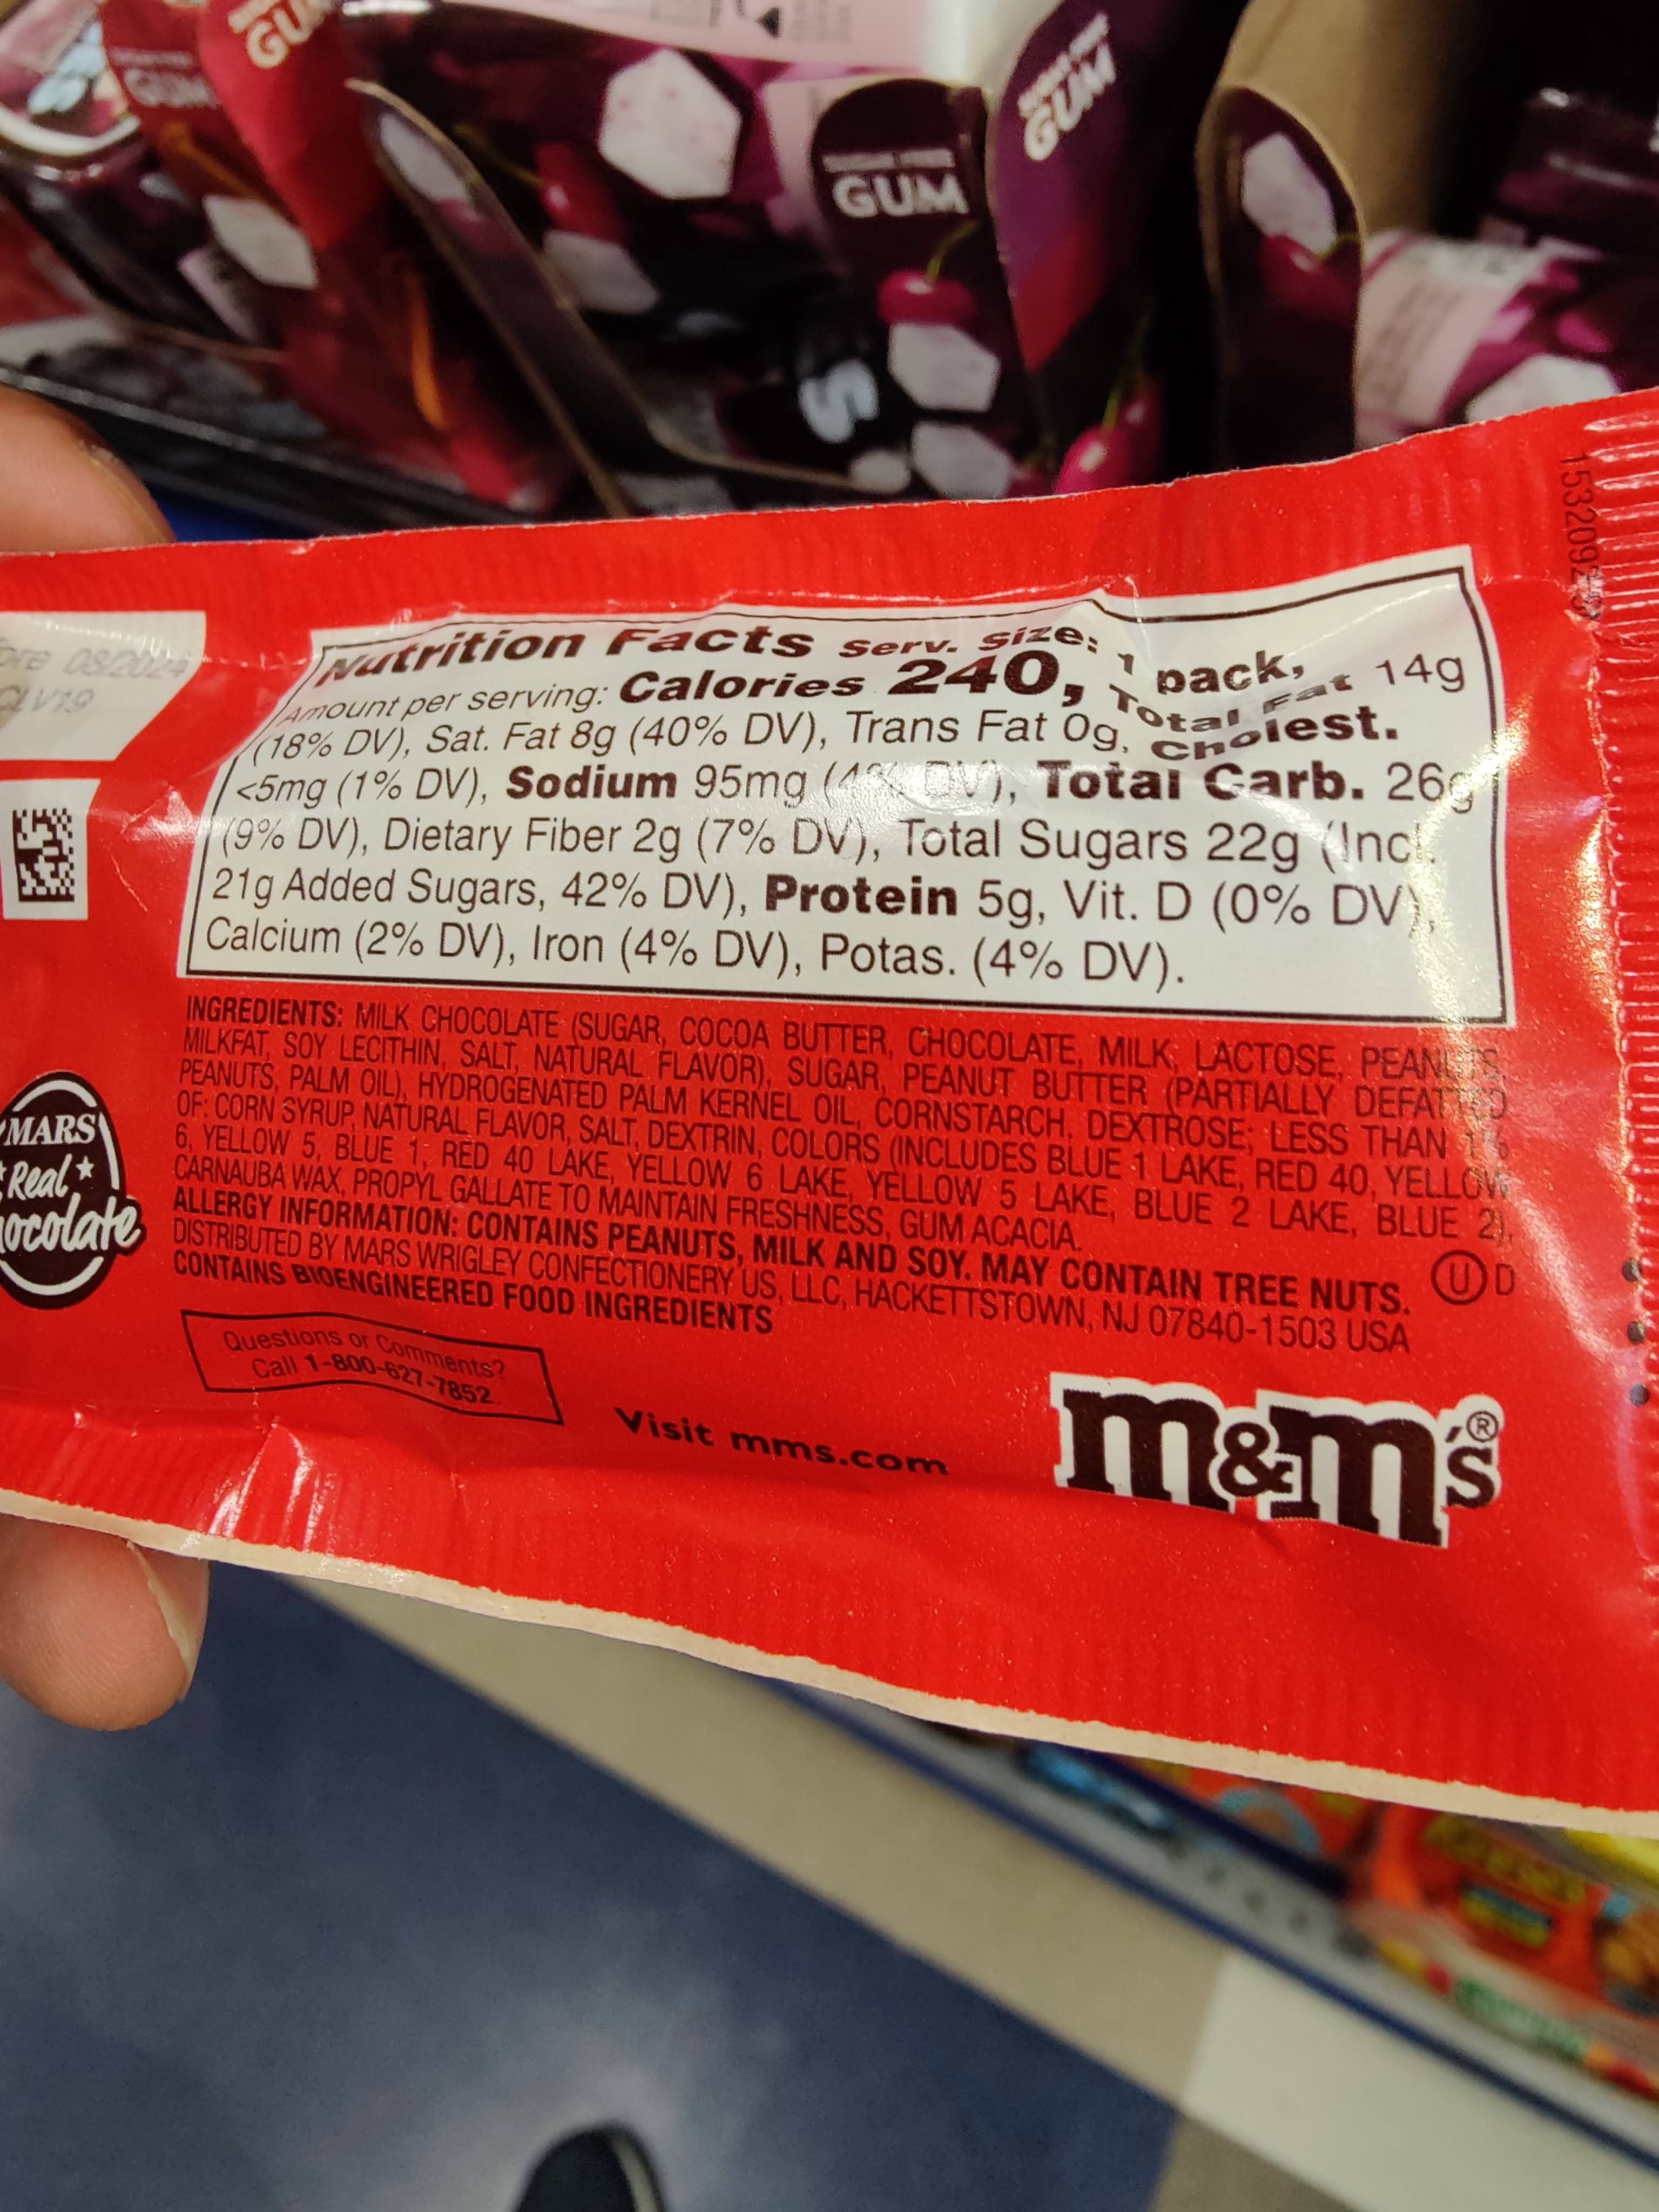 GUM
GU
GUM
GUM
S
15320923
08/2024
CLV19
Nutrition Facts Serv. Size: 1 pack,
Amount per serving: Calories 240, Total Fat 14g
(18% DV), Sat. Fat 8g (40% DV), Trans Fat 0g, Cholest.
<5mg (1% DV), Sodium 95mg (4% DV), Total Carb. 26g
(9% DV), Dietary Fiber 2g (7% DV), Total Sugars 22g (Incl.
21g Added Sugars, 42% DV), Protein 5g, Vit. D (0% DV),
Calcium (2% DV), Iron (4% DV), Potas. (4% DV).
INGREDIENTS: MILK CHOCOLATE (SUGAR, COCOA BUTTER, CHOCOLATE, MILK, LACTOSE, PEANUTS,
MILKFAT, SOY LECITHIN, SALT, NATURAL FLAVOR), SUGAR, PEANUT BUTTER (PARTIALLY DEFATTED
PEANUTS, PALM OIL), HYDROGENATED PALM KERNEL OIL, CORNSTARCH, DEXTROSE; LESS THAN 1%
OF: CORN SYRUP, NATURAL FLAVOR, SALT, DEXTRIN, COLORS (INCLUDES BLUE 1 LAKE, RED 40, YELLOW
6, YELLOW 5, BLUE 1, RED 40 LAKE, YELLOW 6 LAKE, YELLOW 5 LAKE, BLUE 2 LAKE, BLUE 2),
CARNAUBA WAX, PROPYL GALLATE TO MAINTAIN FRESHNESS, GUM ACACIA.
ALLERGY INFORMATION: CONTAINS PEANUTS, MILK AND SOY. MAY CONTAIN TREE NUTS. U D
DISTRIBUTED BY MARS WRIGLEY CONFECTIONERY US, LLC, HACKETTSTOWN, NJ 07840-1503 USA
CONTAINS BIOENGINEERED FOOD INGREDIENTS
MARS
Real
ocolate
Questions or Comments?
Call 1-800-627-7852
Visit mms.com
m&m's®